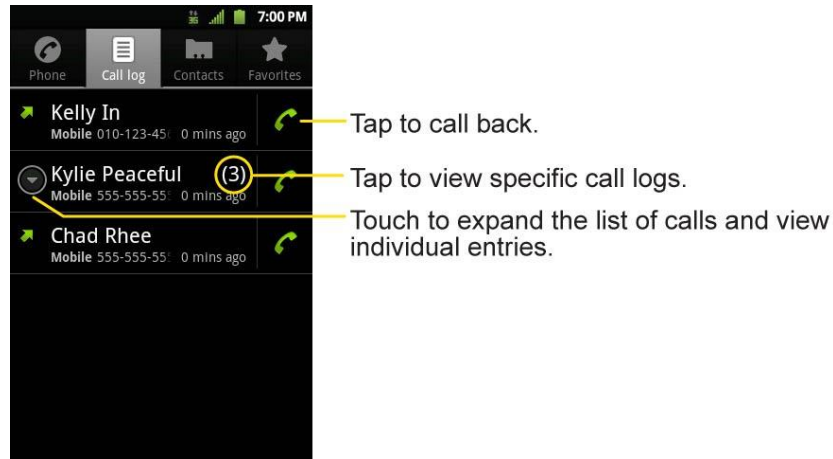 3G 7:00 PM
Phone Call log Contacts Favorites
Kelly In
Mobile 010-123-45 0 mins ago
Tap to call back.
Kylie Peaceful (3)
Mobile 555-555-55 0 mins ago
Tap to view specific call logs.
Touch to expand the list of calls and view
individual entries.
Chad Rhee
Mobile 555-555-55 0 mins ago